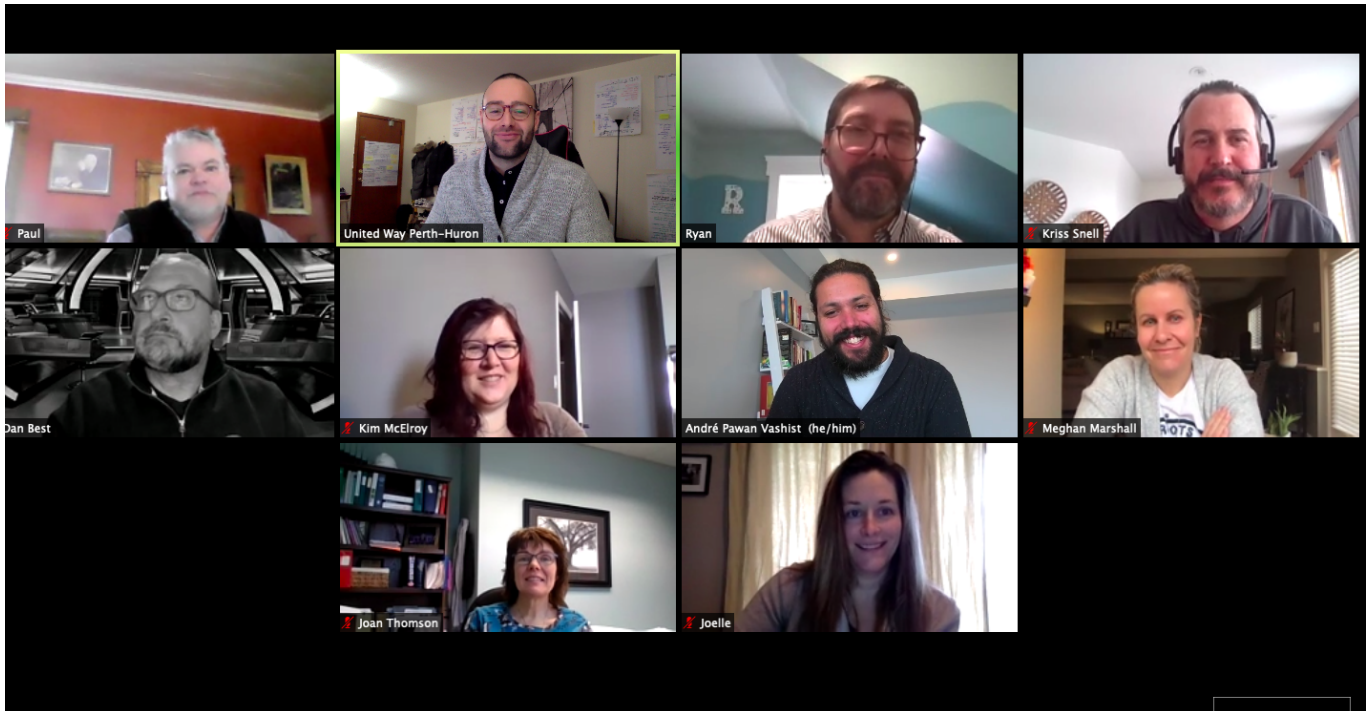 Paul
United Way Perth-Huron
R
Ryan
Kriss Snell
Dan Best
Kim McElroy
André Pawan Vashist (he/him)
Meghan Marshall
Joan Thomson
Joelle